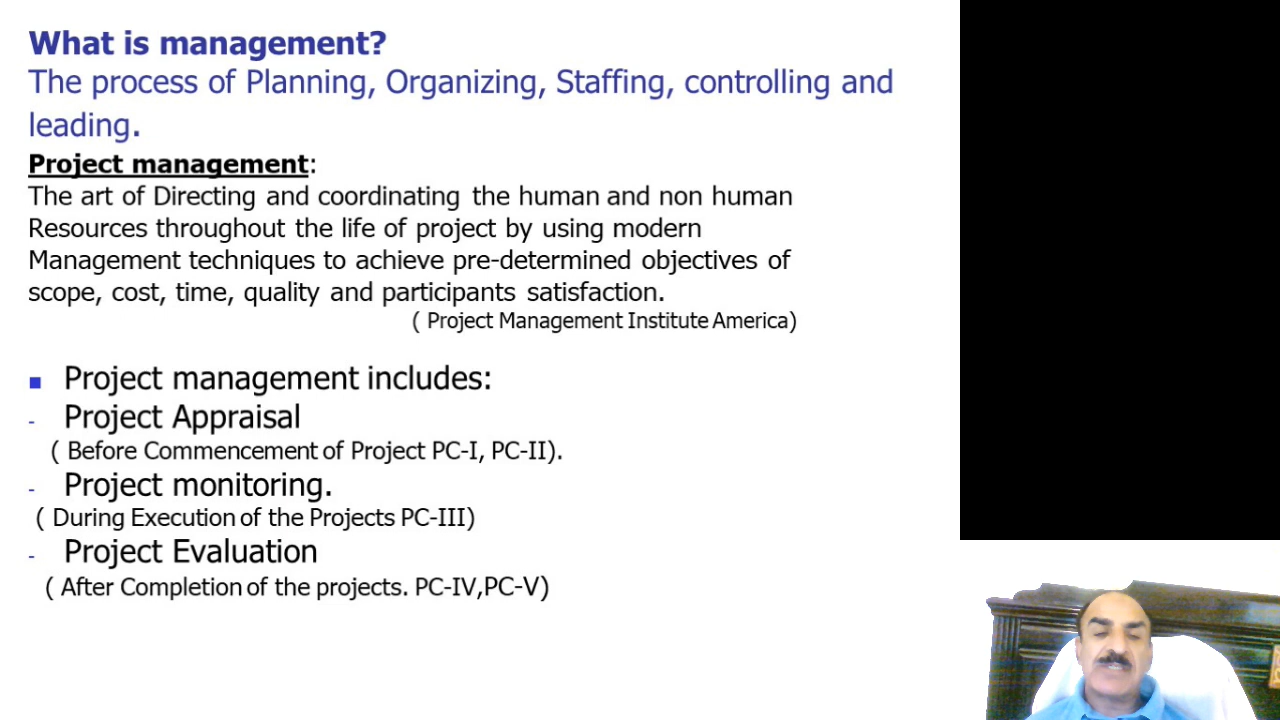 What is management?
The process of Planning, Organizing, Staffing, controlling and
leading.
Project management:
The art of Directing and coordinating the human and non human
Resources throughout the life of project by using modern
Management techniques to achieve pre-determined objectives of
scope, cost, time, quality and participants satisfaction.
( Project Management Institute America)
■ Project management includes:
- Project Appraisal
( Before Commencement of Project PC-I, PC-II).
- Project monitoring.
( During Execution of the Projects PC-III)
- Project Evaluation
( After Completion of the projects. PC-IV,PC-V)